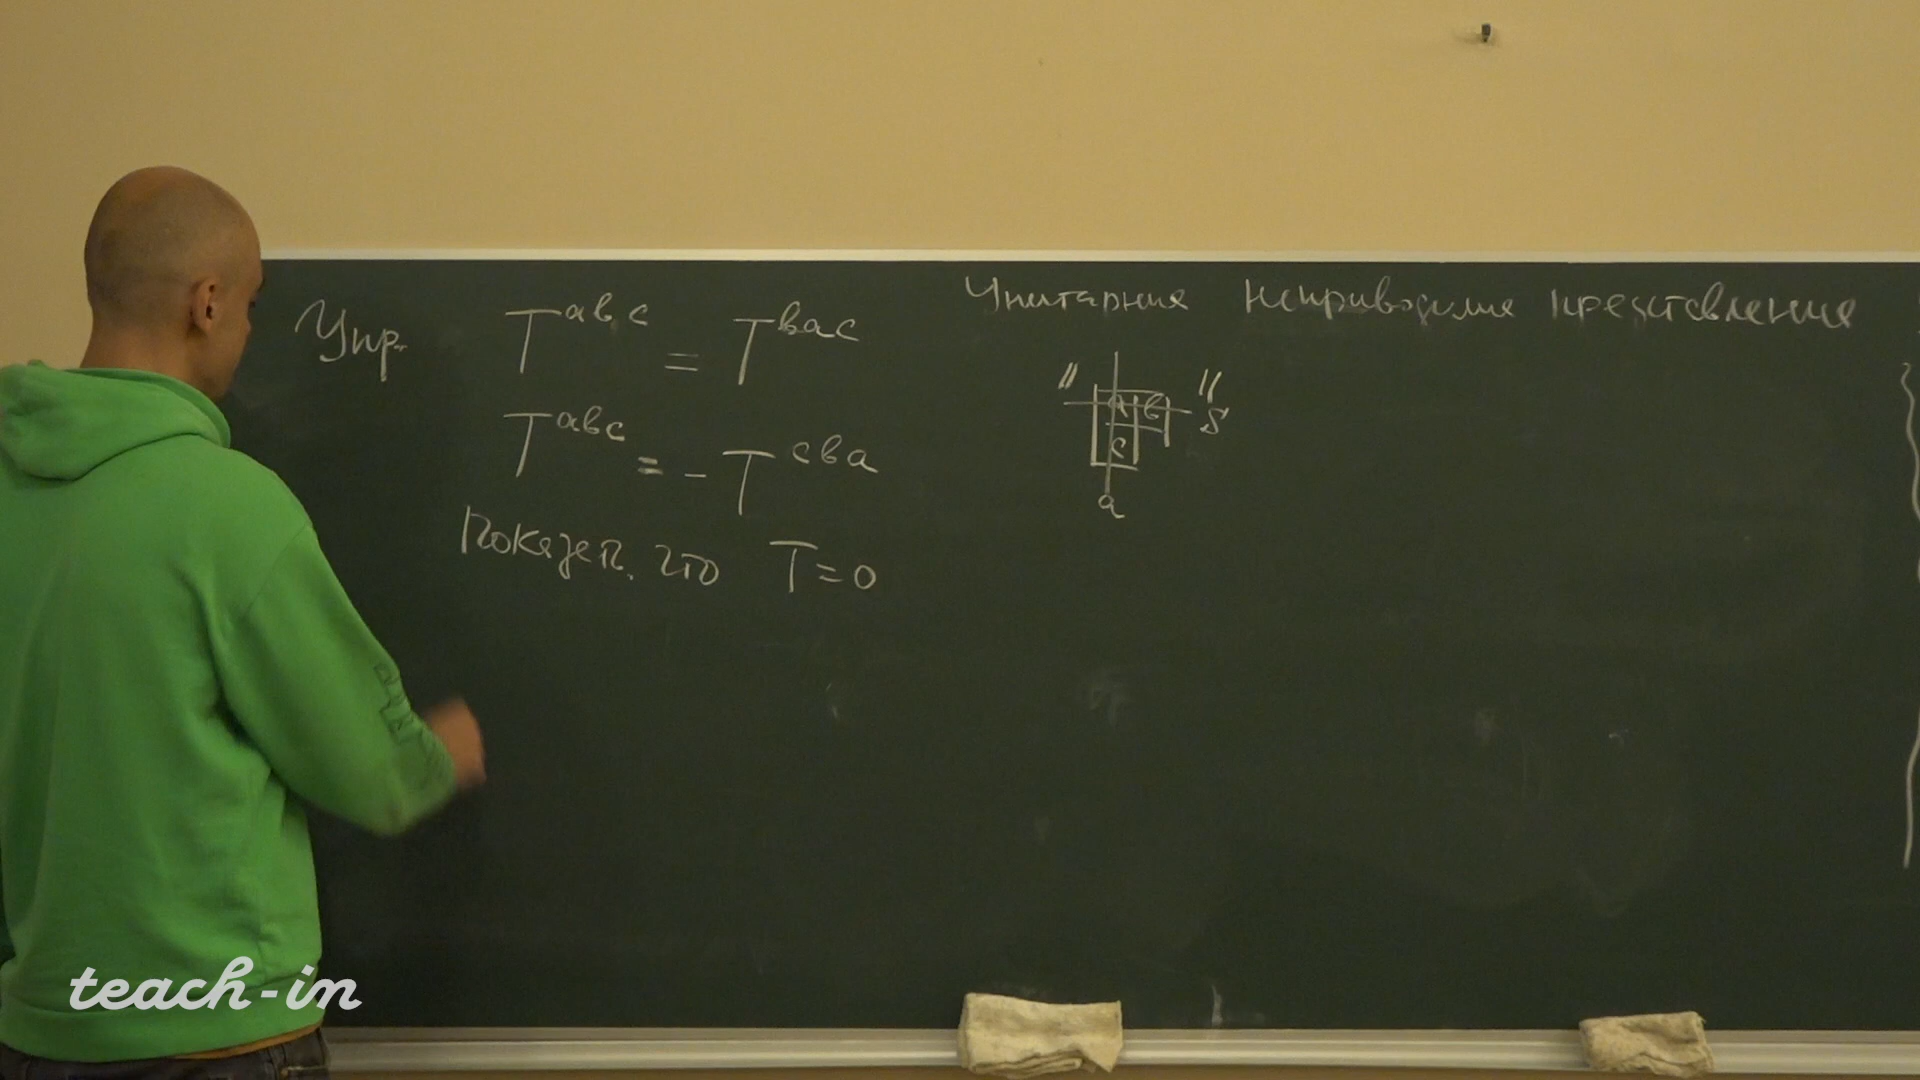 Упр. T^{abc} = T^{bac}
T^{abc} = - T^{cba}
Показать, что T = 0
Унитарные неприводимые представления
" "
a b S
c
a
teach-in